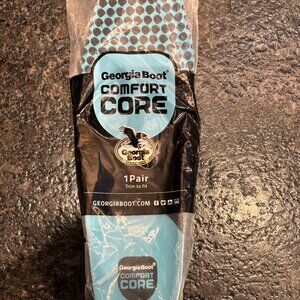 Georgia Boot®
COMFORT
CORE
Georgia
Boot
1 Pair
Trim to fit
GEORGIABOOT.COM
Georgia Boot®
COMFORT
CORE